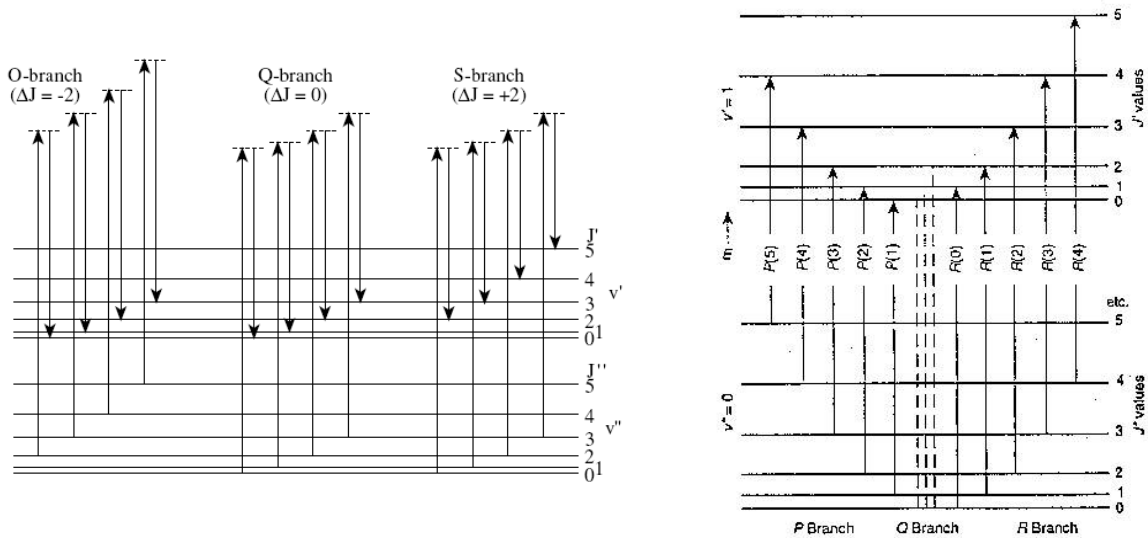 O-branch
(ΔJ = -2)
Q-branch
(ΔJ = 0)
S-branch
(ΔJ = +2)
J'
5
4
3
v'
2
1
0
J''
5
4
3
v''
2
1
0
5
4
3
2
1
0
v' = 1
J' values
m
P(5)
P(4)
P(3)
P(2)
P(1)
R(0)
R(1)
R(2)
R(3)
R(4)
etc.
5
4
3
2
1
0
v" = 0
J" values
P Branch
Q Branch
R Branch